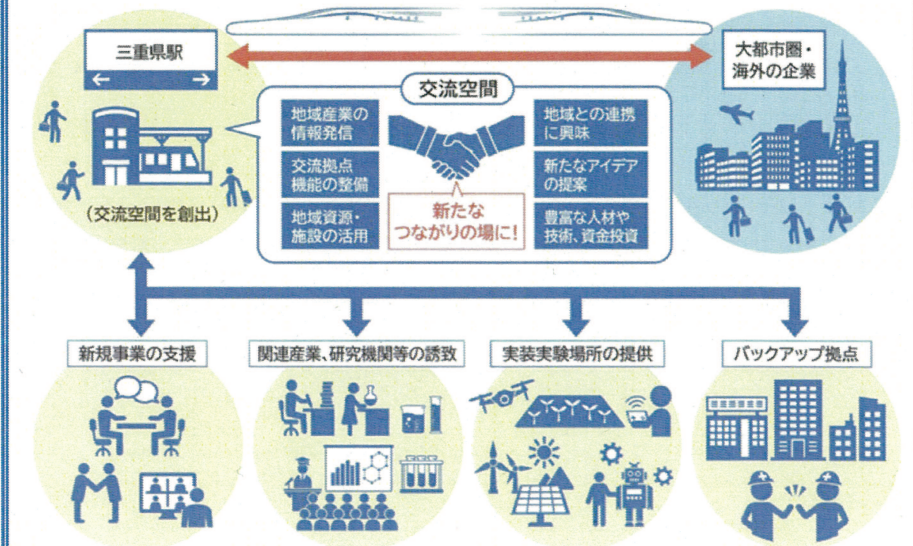 三重県駅
(交流空間を創出)
大都市圏・
海外の企業
交流空間
地域産業の
情報発信
交流拠点
機能の整備
地域資源・
施設の活用
地域との連携
に興味
新たなアイデア
の提案
豊富な人材や
技術、資金投資
新たな
つながりの場に!
新規事業の支援
関連産業、研究機関等の誘致
実装実験場所の提供
バックアップ拠点